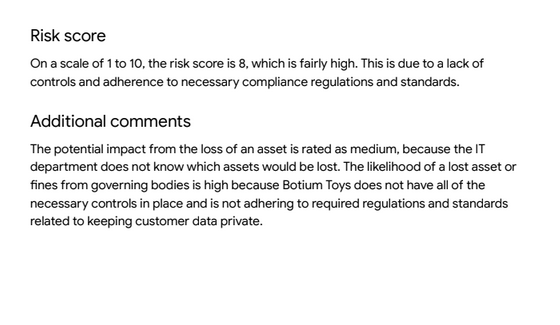 Risk score
On a scale of 1 to 10, the risk score is 8, which is fairly high. This is due to a lack of
controls and adherence to necessary compliance regulations and standards.
Additional comments
The potential impact from the loss of an asset is rated as medium, because the IT
department does not know which assets would be lost. The likelihood of a lost asset or
fines from governing bodies is high because Botium Toys does not have all of the
necessary controls in place and is not adhering to required regulations and standards
related to keeping customer data private.